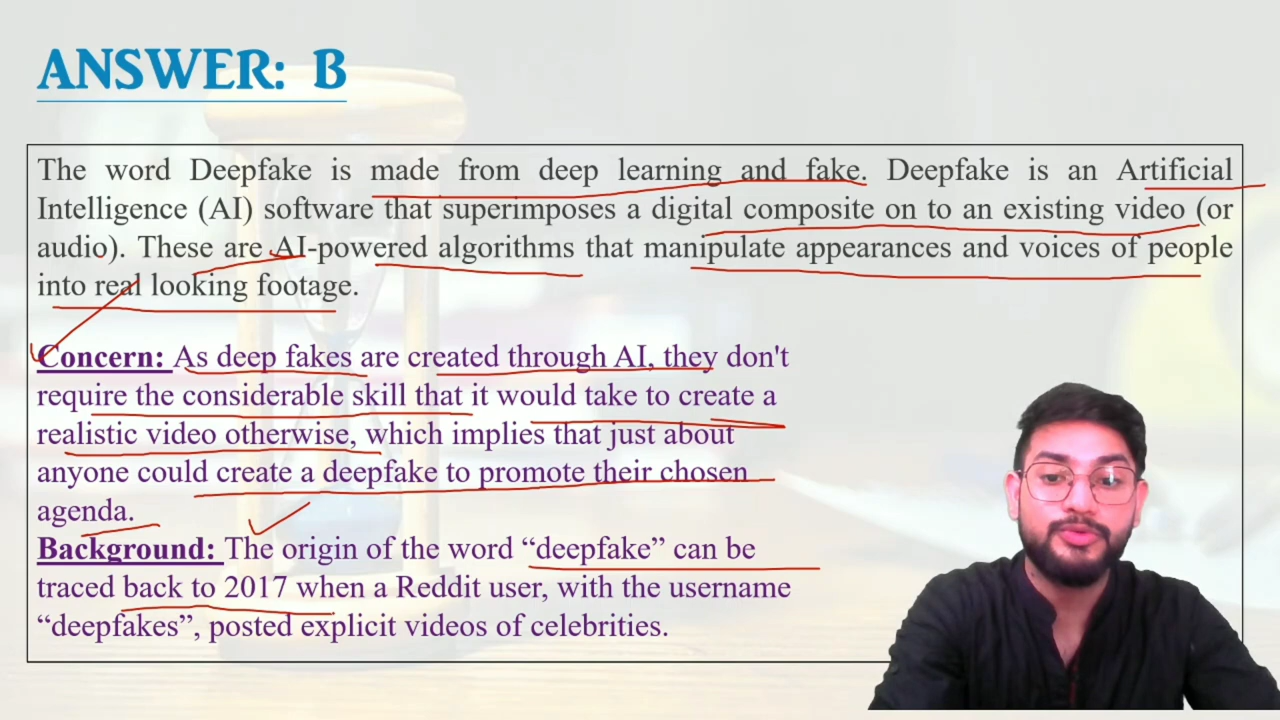 ANSWER: B
The word Deepfake is made from deep learning and fake. Deepfake is an Artificial
Intelligence (AI) software that superimposes a digital composite on to an existing video (or
audio). These are AI-powered algorithms that manipulate appearances and voices of people
into real looking footage.
Concern: As deep fakes are created through AI, they don't
require the considerable skill that it would take to create a
realistic video otherwise, which implies that just about
anyone could create a deepfake to promote their chosen
agenda.
Background: The origin of the word “deepfake” can be
traced back to 2017 when a Reddit user, with the username
“deepfakes”, posted explicit videos of celebrities.